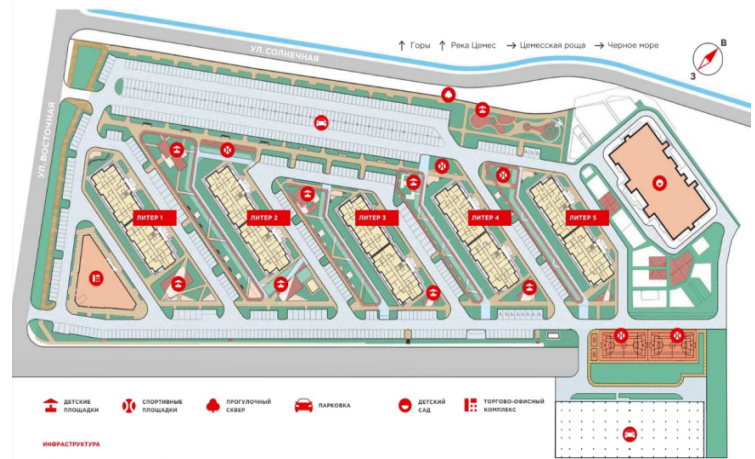 УЛ. СОЛНЕЧНАЯ
↑ Горы ↑ Река Цемес → Цемесская роща → Черное море
В
З
УЛ. ВОСТОЧНАЯ
ЛИТЕР 1
ЛИТЕР 2
ЛИТЕР 3
ЛИТЕР 4
ЛИТЕР 5
ДЕТСКИЕ ПЛОЩАДКИ
СПОРТИВНЫЕ ПЛОЩАДКИ
ПРОГУЛОЧНЫЙ СКВЕР
ПАРКОВКА
ДЕТСКИЙ САД
ТОРГОВО-ОФИСНЫЙ КОМПЛЕКС
ИНФРАСТРУКТУРА